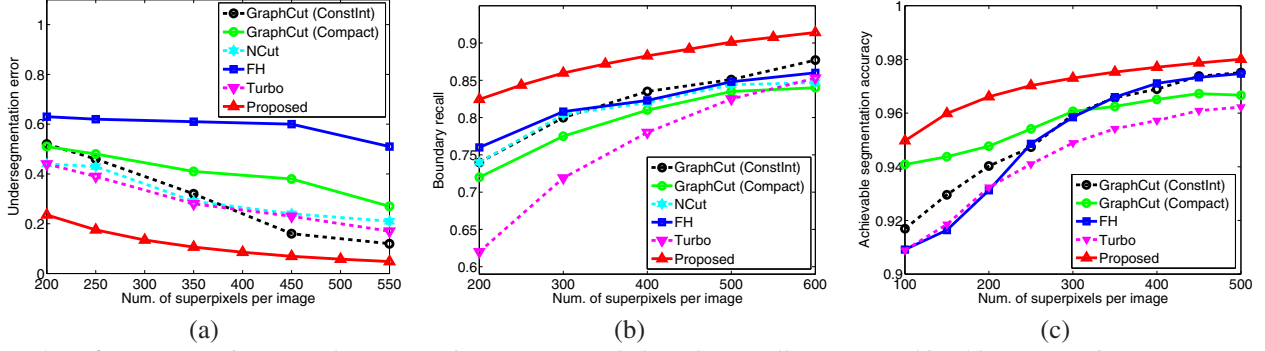 1
0.8
0.6
0.4
0.2
0
Undersegmentation error
200 250 300 350 400 450 500 550
Num. of superpixels per image
GraphCut (ConstInt)
GraphCut (Compact)
NCut
FH
Turbo
Proposed
(a)
0.9
0.85
0.8
0.75
0.7
0.65
0.6
Boundary recall
200 300 400 500 600
Num. of superpixels per image
GraphCut (ConstInt)
GraphCut (Compact)
NCut
FH
Turbo
Proposed
(b)
0.98
0.96
0.94
0.92
0.9
Achievable segmentation accuracy
100 200 300 400 500
Num. of superpixels per image
GraphCut (ConstInt)
GraphCut (Compact)
FH
Turbo
Proposed
(c)